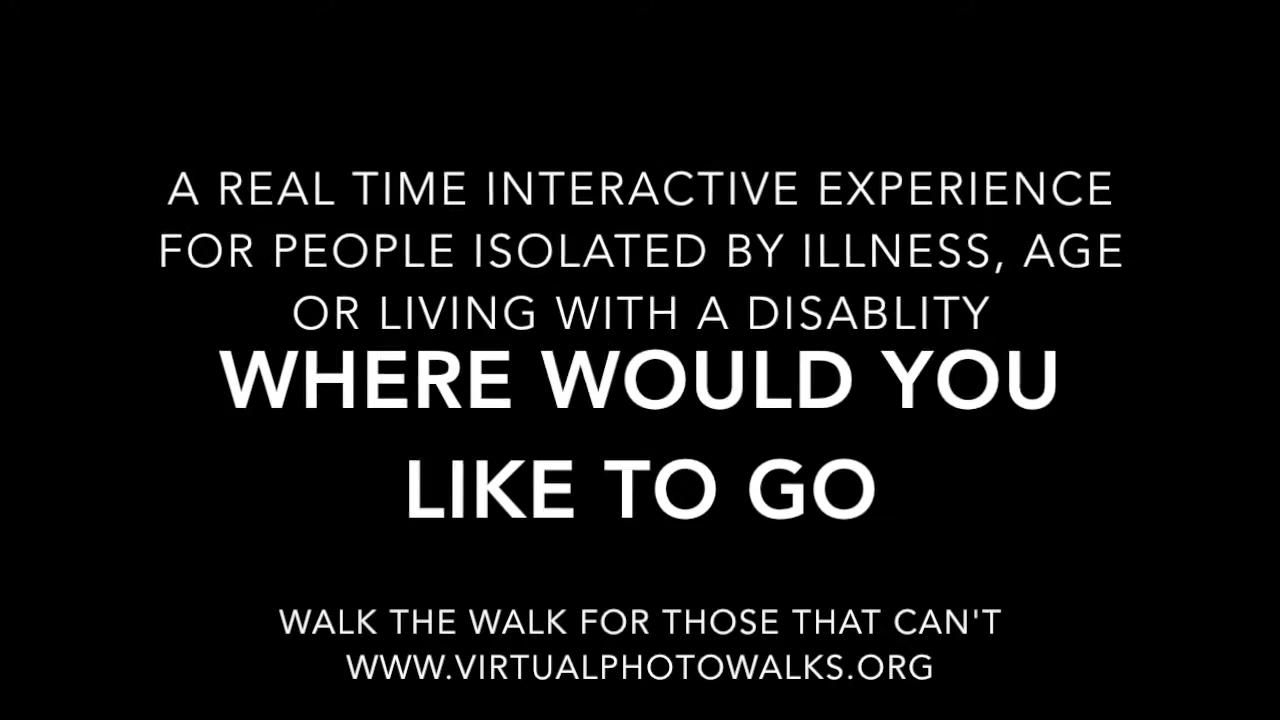 A REAL TIME INTERACTIVE EXPERIENCE
FOR PEOPLE ISOLATED BY ILLNESS, AGE
OR LIVING WITH A DISABLITY
WHERE WOULD YOU
LIKE TO GO
WALK THE WALK FOR THOSE THAT CAN'T
WWW.VIRTUALPHOTOWALKS.ORG